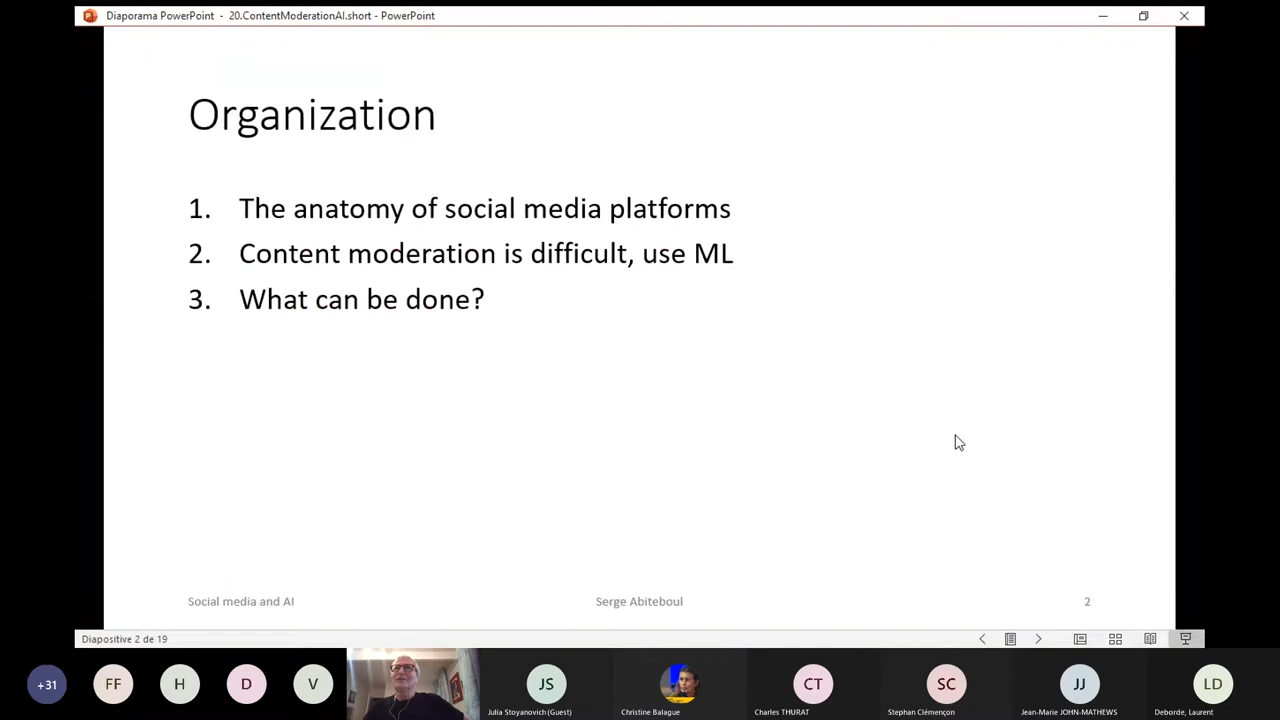 Diaporama PowerPoint - 20.ContentModerationAI.short - PowerPoint
Organization
1. The anatomy of social media platforms
2. Content moderation is difficult, use ML
3. What can be done?
Social media and AI
Serge Abiteboul
2
Diapositive 2 de 19
+31
FF
H
D
V
JS
Julia Stoyanovich (Guest)
Christine Balague
CT
Charles THURAT
SC
Stephan Clémençon
JJ
Jean-Marie JOHN-MATHEWS
LD
Deborde, Laurent